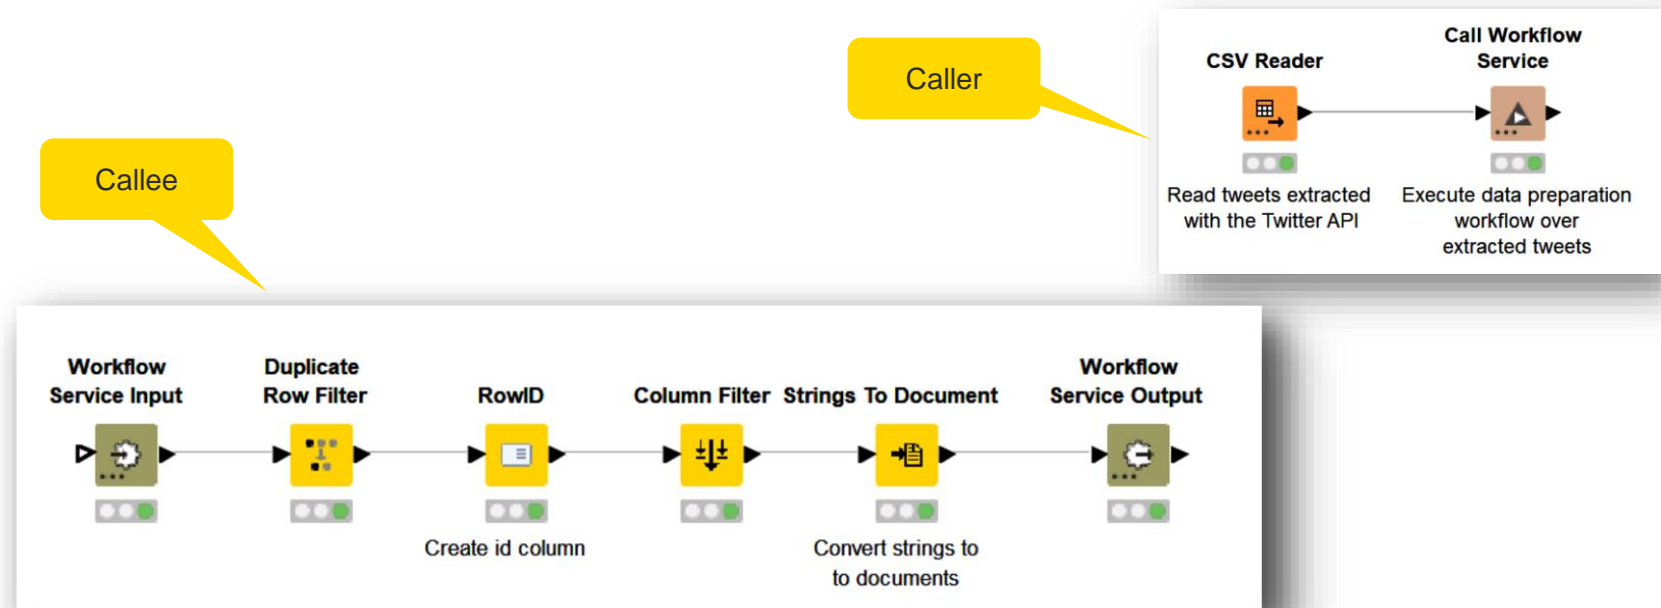 Caller
CSV Reader
Call Workflow
Service
Read tweets extracted
with the Twitter API
Execute data preparation
workflow over
extracted tweets
Callee
Workflow
Service Input
Duplicate
Row Filter
RowID
Create id column
Column Filter
Strings To Document
Convert strings to
to documents
Workflow
Service Output